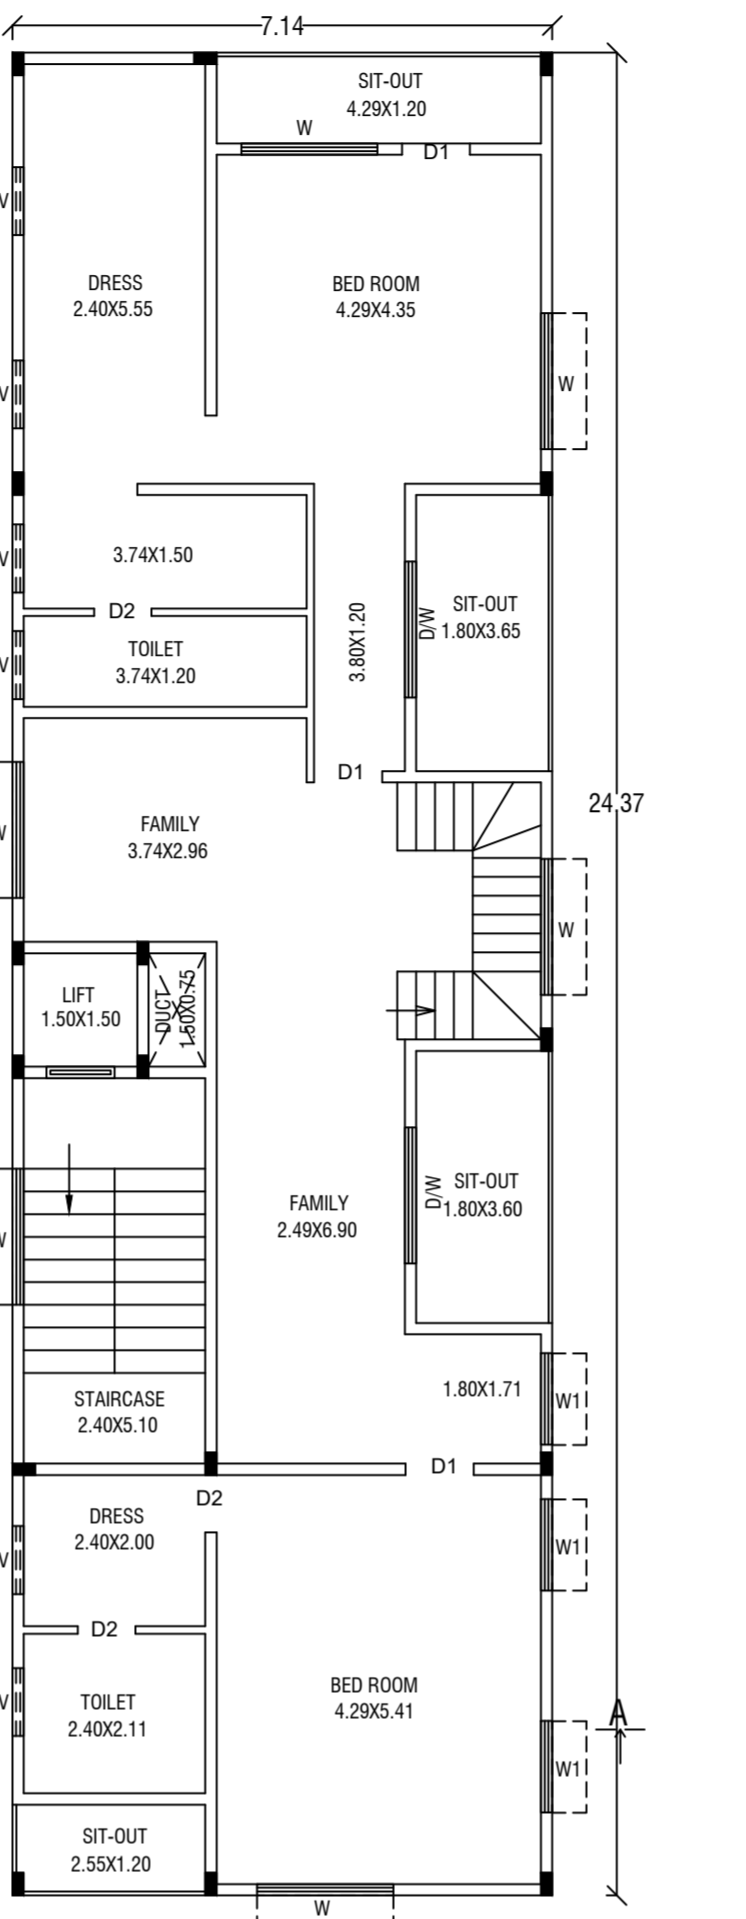 7.14
SIT-OUT
4.29X1.20
W
D1
V
DRESS
2.40X5.55
BED ROOM
4.29X4.35
W
V
3.74X1.50
V
SIT-OUT
1.80X3.65
D/W
3.80X1.20
D2
TOILET
3.74X1.20
V
D1
24.37
FAMILY
3.74X2.96
W
W
LIFT
1.50X1.50
DUCT
1.50X0.75
SIT-OUT
1.80X3.60
D/W
FAMILY
2.49X6.90
W
STAIRCASE
2.40X5.10
1.80X1.71
W1
D1
D2
DRESS
2.40X2.00
W1
V
D2
BED ROOM
4.29X5.41
TOILET
2.40X2.11
V
A
W1
SIT-OUT
2.55X1.20
W